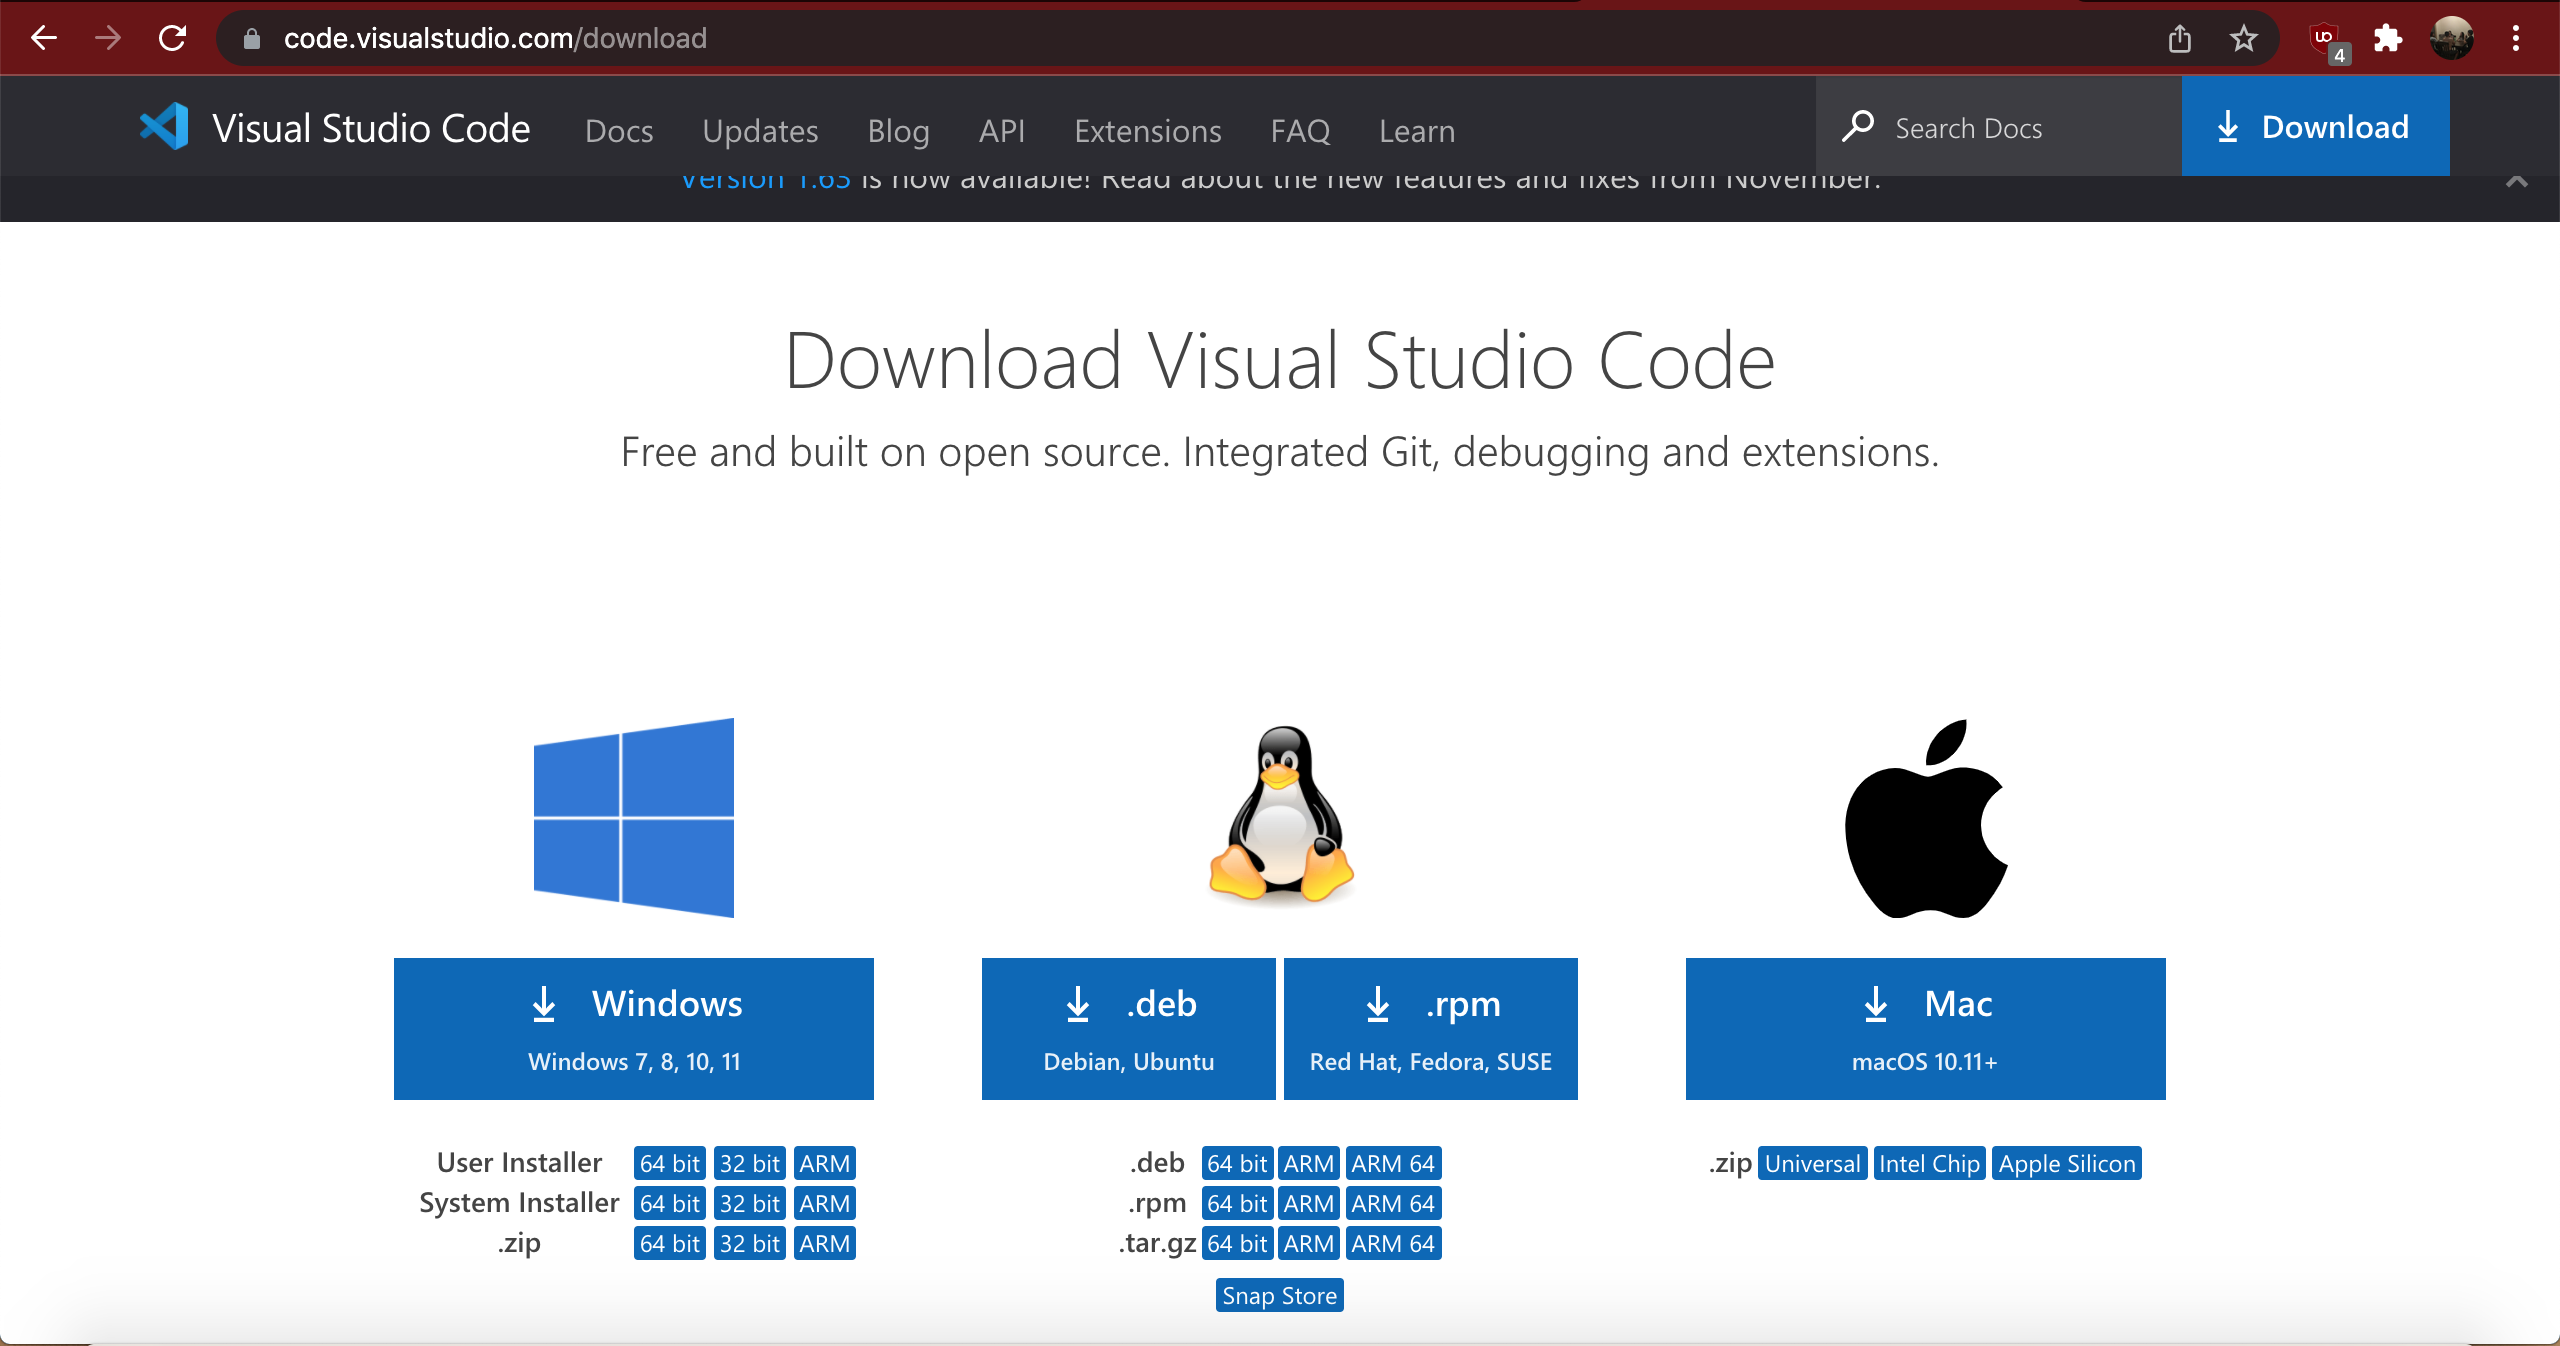 code.visualstudio.com/download
4
Visual Studio Code Docs Updates Blog API Extensions FAQ Learn Search Docs Download
Version 1.63 is now available! Read about the new features and fixes from November.
Download Visual Studio Code
Free and built on open source. Integrated Git, debugging and extensions.
Windows
Windows 7, 8, 10, 11
.deb
Debian, Ubuntu
.rpm
Red Hat, Fedora, SUSE
Mac
macOS 10.11+
User Installer 64 bit 32 bit ARM
System Installer 64 bit 32 bit ARM
.zip 64 bit 32 bit ARM
.deb 64 bit ARM ARM 64
.rpm 64 bit ARM ARM 64
.tar.gz 64 bit ARM ARM 64
Snap Store
.zip Universal Intel Chip Apple Silicon